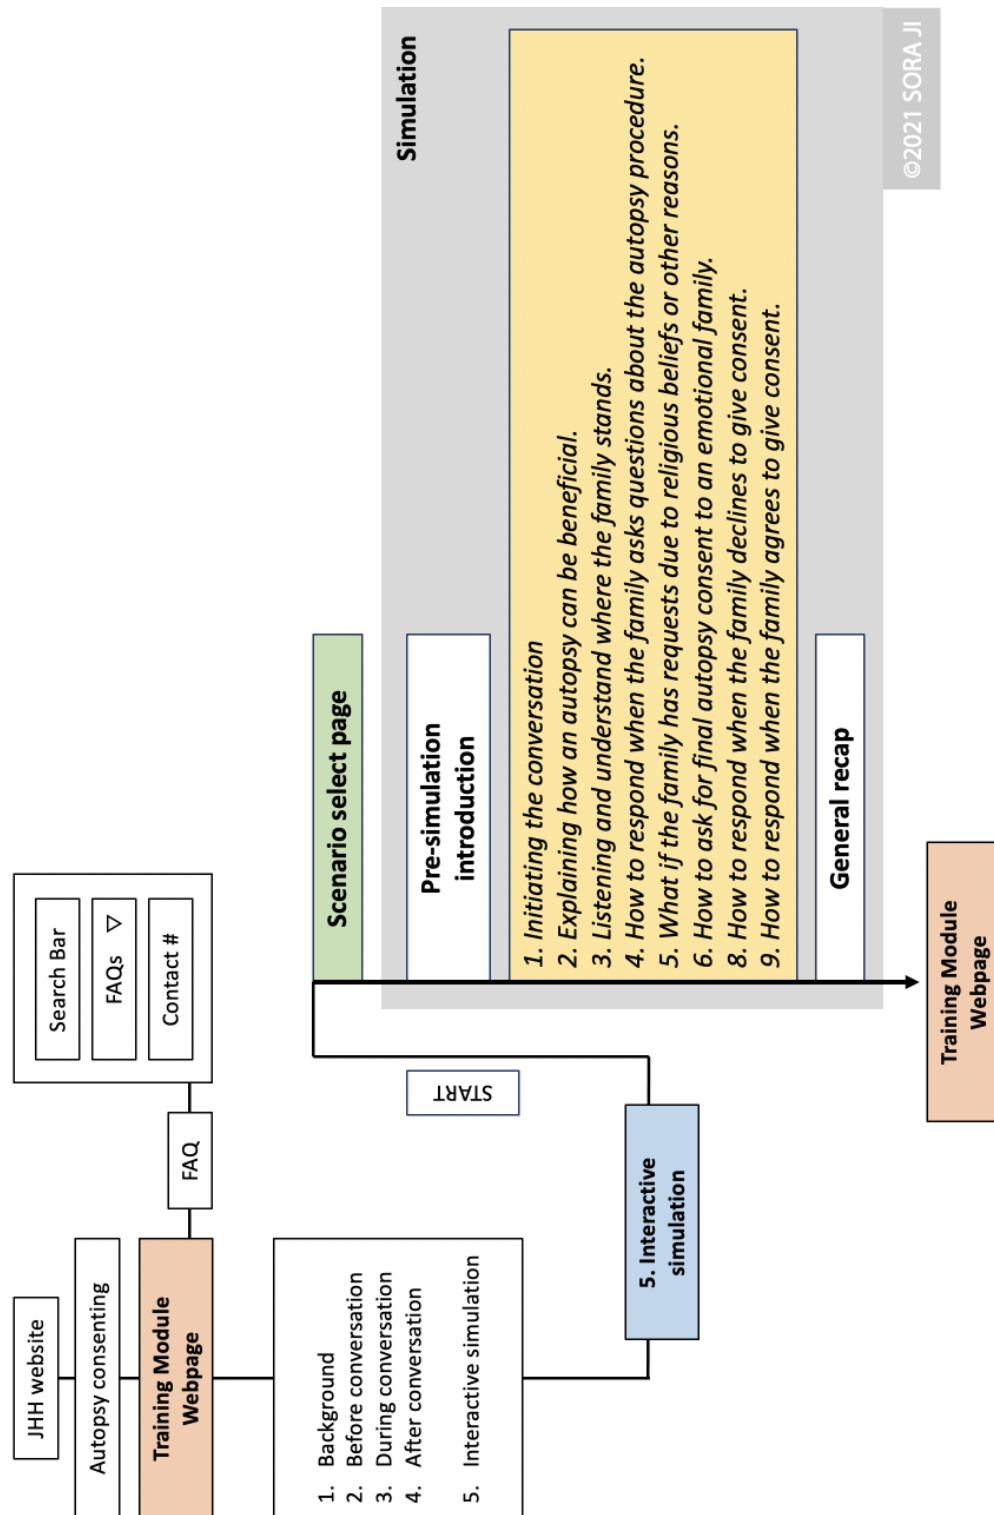 JHH website
Autopsy consenting
Training Module
Webpage
FAQ
Search Bar
FAQs ▽
Contact #
1. Background
2. Before conversation
3. During conversation
4. After conversation
5. Interactive simulation
5. Interactive
simulation
START
Scenario select page
Simulation
Pre-simulation
introduction
1. Initiating the conversation
2. Explaining how an autopsy can be beneficial.
3. Listening and understand where the family stands.
4. How to respond when the family asks questions about the autopsy procedure.
5. What if the family has requests due to religious beliefs or other reasons.
6. How to ask for final autopsy consent to an emotional family.
8. How to respond when the family declines to give consent.
9. How to respond when the family agrees to give consent.
General recap
Training Module
Webpage
©2021 SORA JI